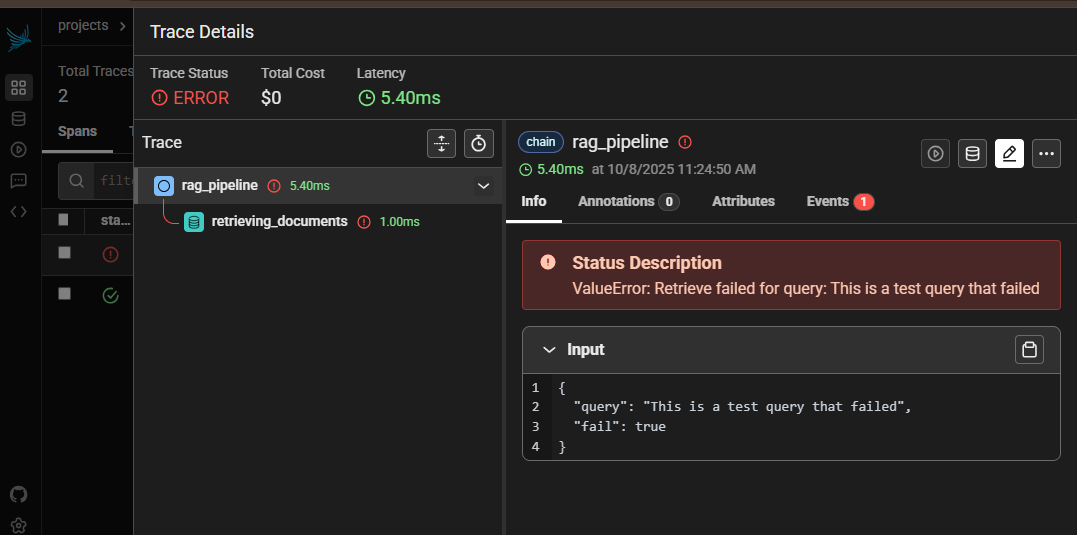 projects
Total Traces
2
Spans
sta...
Trace Details
Trace Status
ERROR
Total Cost
$0
Latency
5.40ms
Trace
rag_pipeline 5.40ms
retrieving_documents 1.00ms
chain rag_pipeline
5.40ms at 10/8/2025 11:24:50 AM
Info Annotations 0 Attributes Events 1
Status Description
ValueError: Retrieve failed for query: This is a test query that failed
Input
1 {
2 "query": "This is a test query that failed",
3 "fail": true
4 }